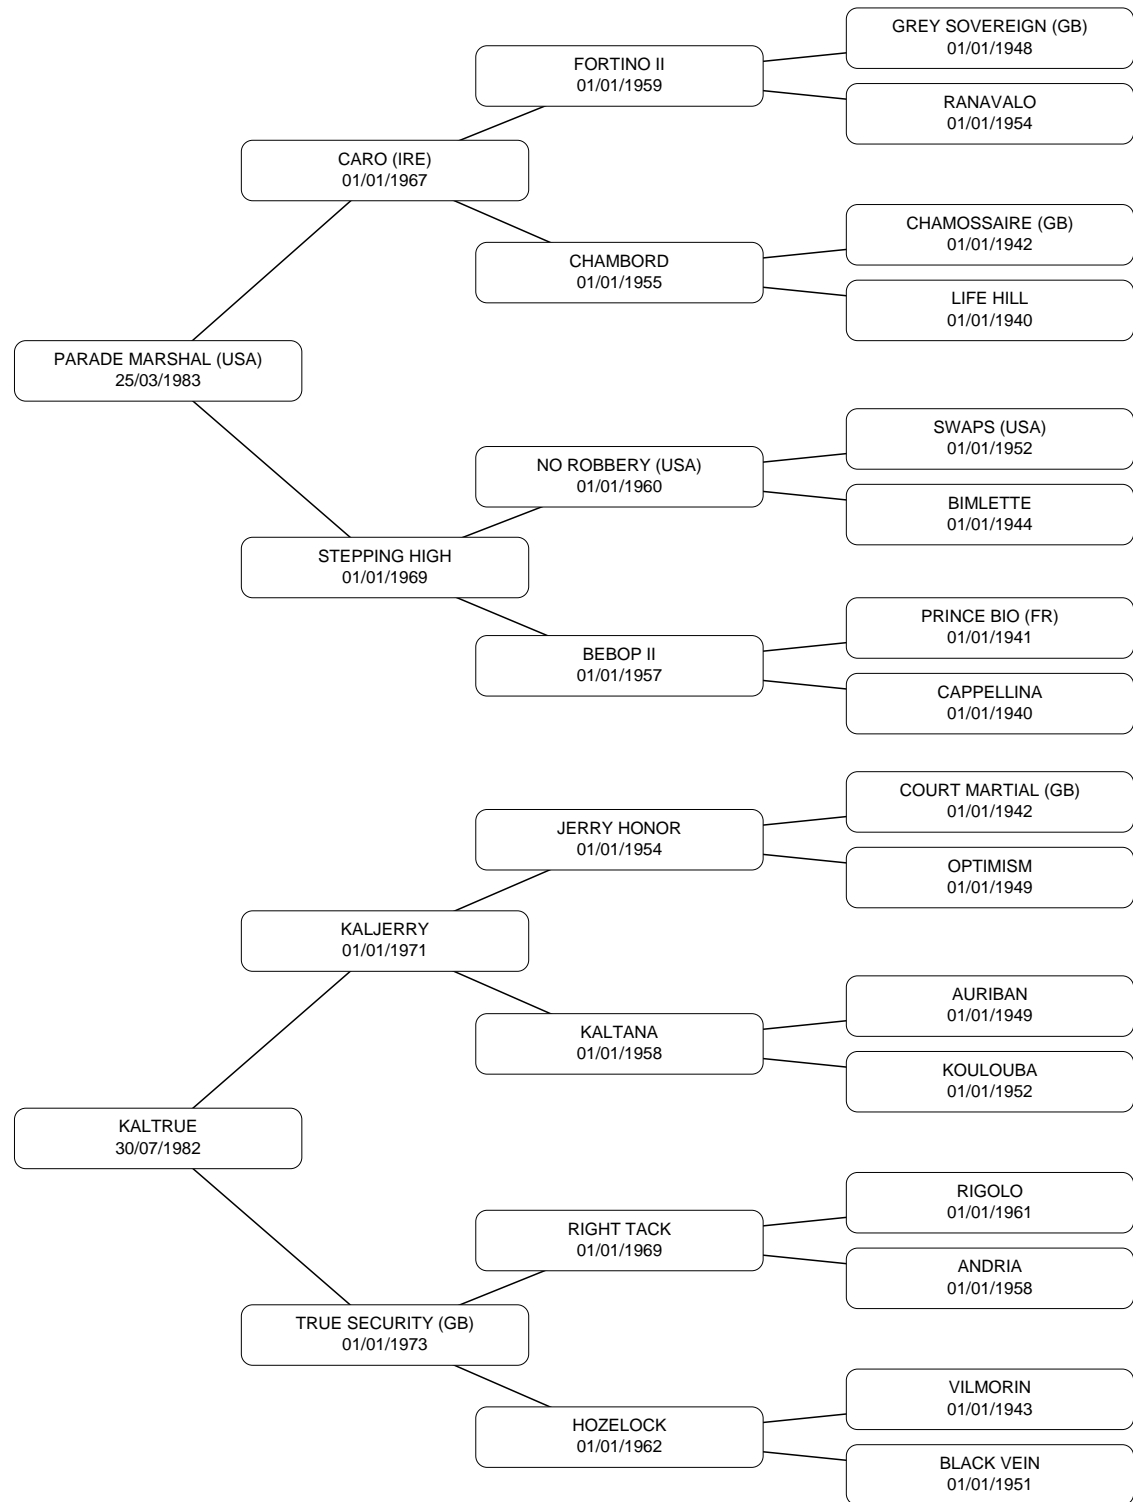 GREY SOVEREIGN (GB)
01/01/1948
FORTINO II
01/01/1959
RANAVALO
01/01/1954
CARO (IRE)
01/01/1967
CHAMOSSAIRE (GB)
01/01/1942
CHAMBORD
01/01/1955
LIFE HILL
01/01/1940
PARADE MARSHAL (USA)
25/03/1983
SWAPS (USA)
01/01/1952
NO ROBBERY (USA)
01/01/1960
BIMLETTE
01/01/1944
STEPPING HIGH
01/01/1969
PRINCE BIO (FR)
01/01/1941
BEBOP II
01/01/1957
CAPPELLINA
01/01/1940
COURT MARTIAL (GB)
01/01/1942
JERRY HONOR
01/01/1954
OPTIMISM
01/01/1949
KALJERRY
01/01/1971
AURIBAN
01/01/1949
KALTANA
01/01/1958
KOULOUBA
01/01/1952
KALTRUE
30/07/1982
RIGOLO
01/01/1961
RIGHT TACK
01/01/1969
ANDRIA
01/01/1958
TRUE SECURITY (GB)
01/01/1973
VILMORIN
01/01/1943
HOZELOCK
01/01/1962
BLACK VEIN
01/01/1951